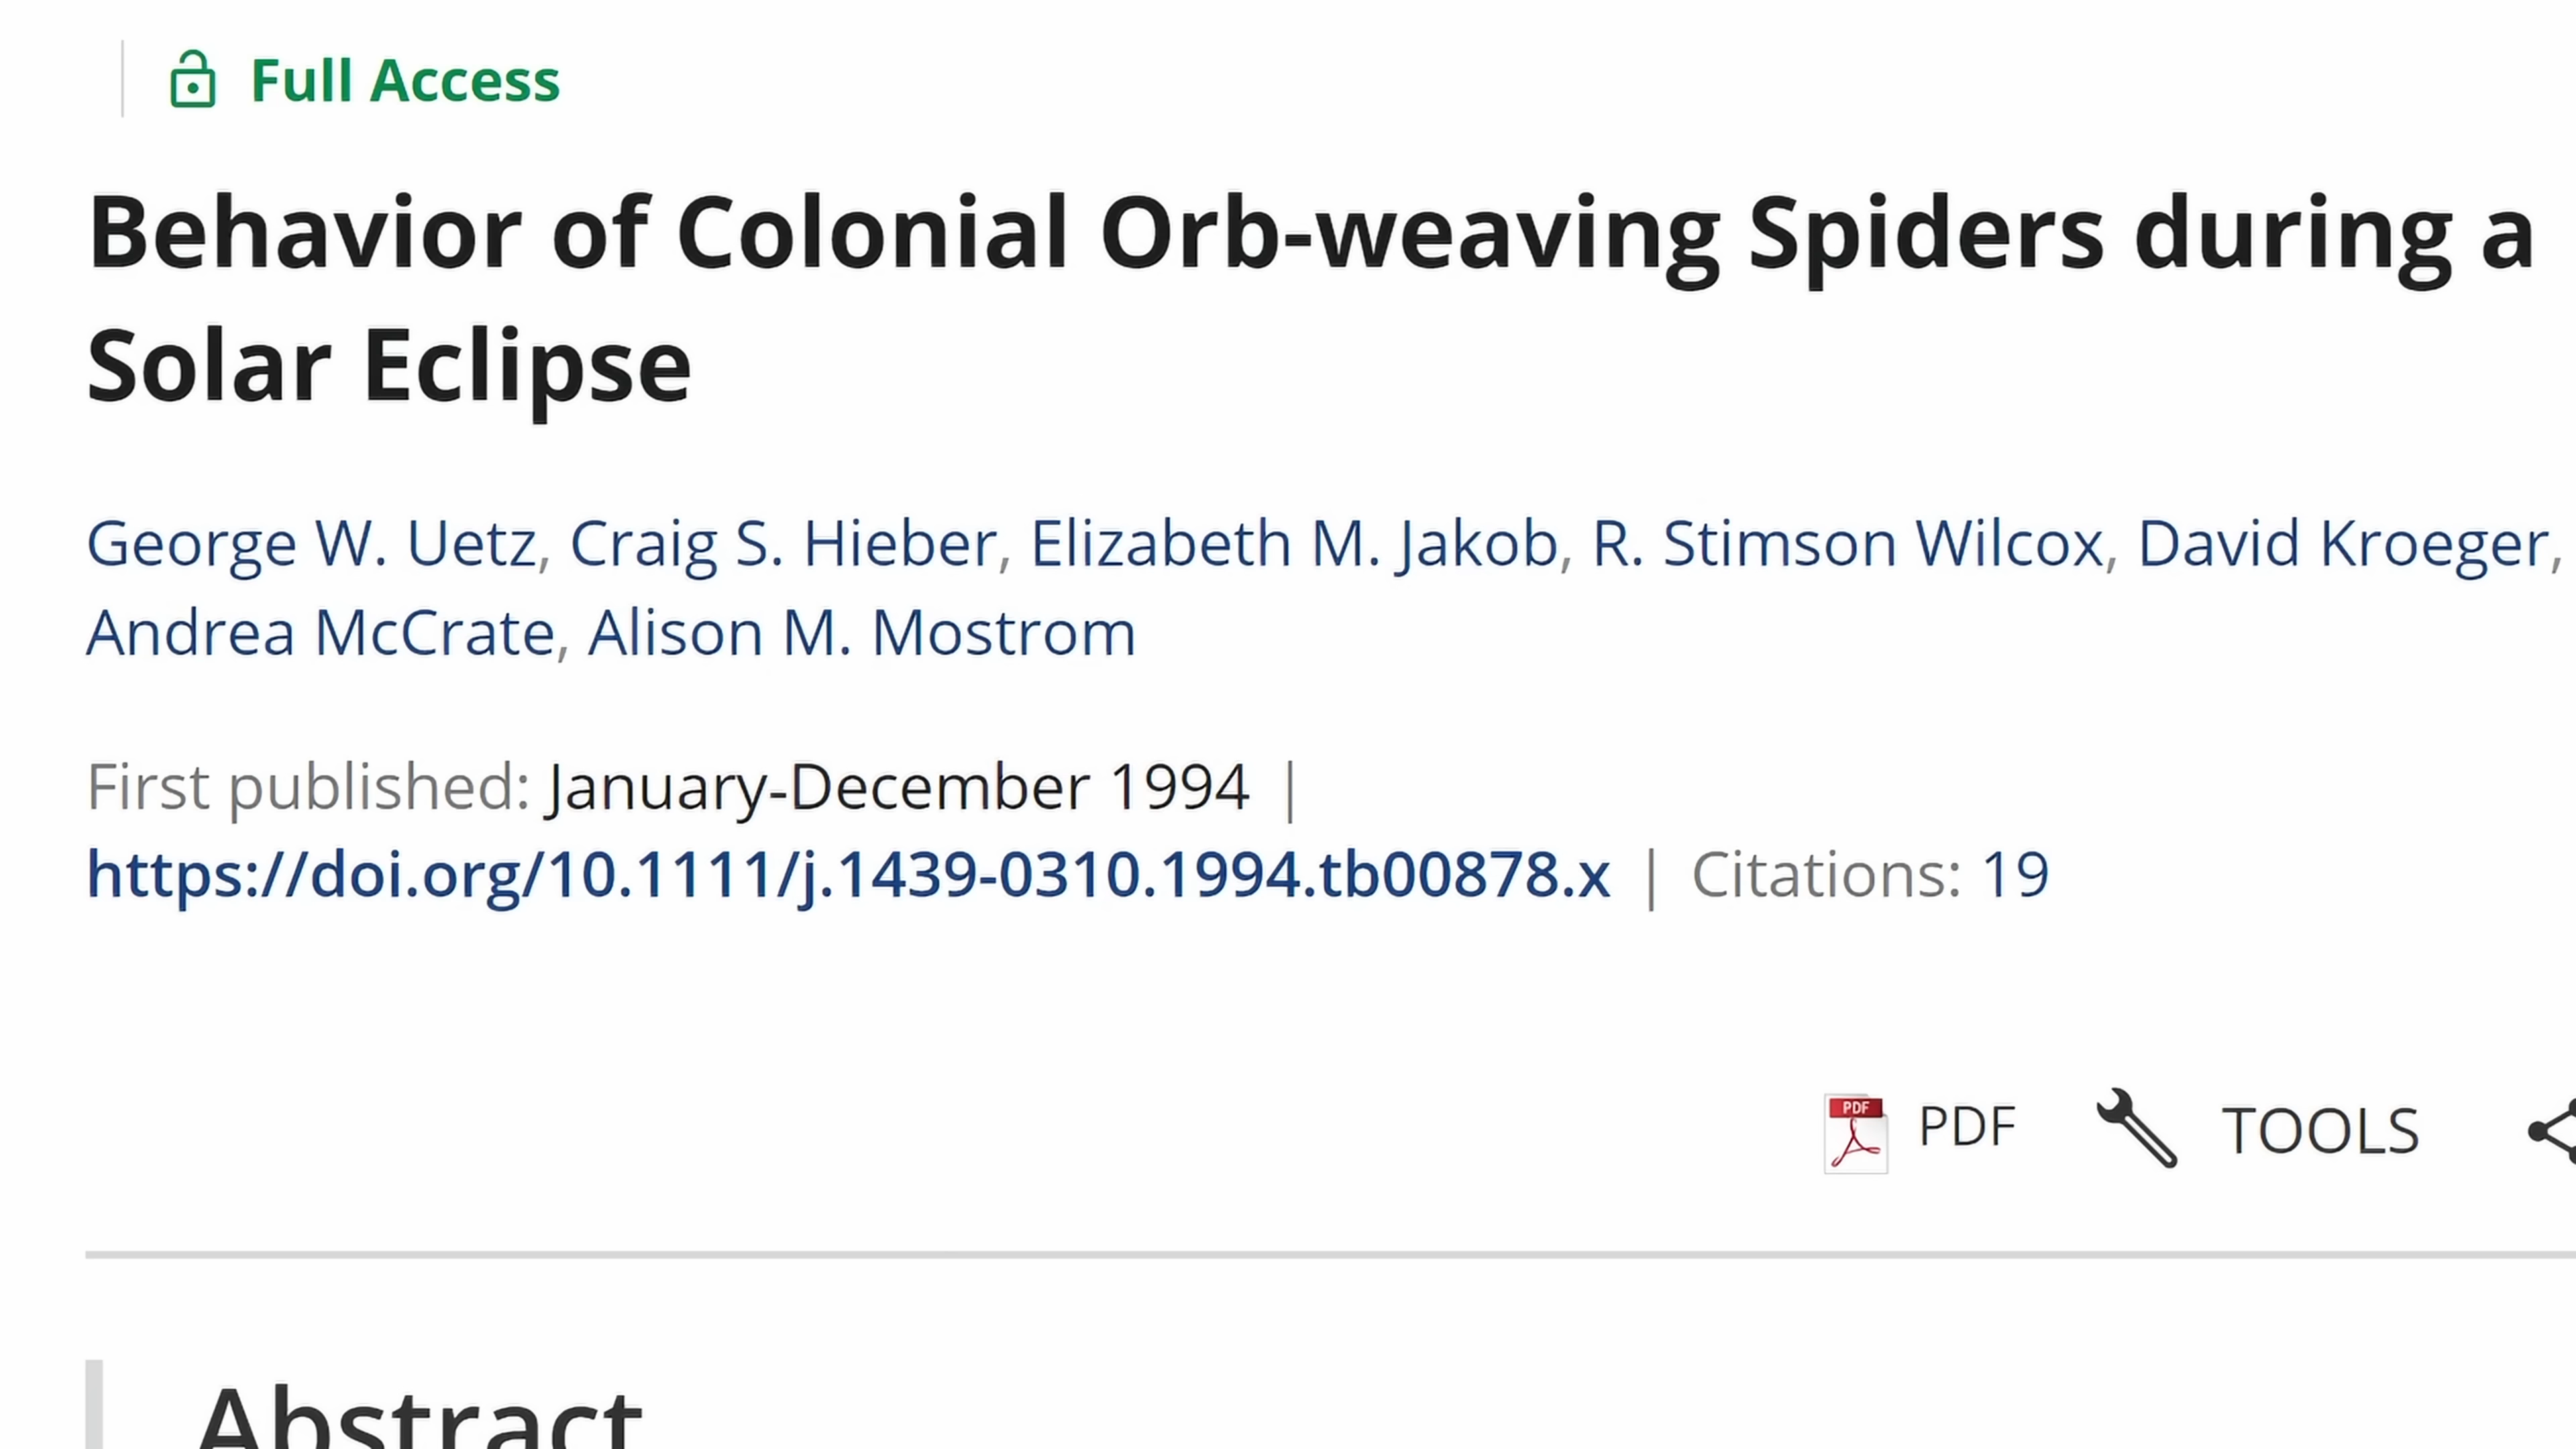 Full Access
Behavior of Colonial Orb-weaving Spiders during a
Solar Eclipse
George W. Uetz, Craig S. Hieber, Elizabeth M. Jakob, R. Stimson Wilcox, David Kroeger,
Andrea McCrate, Alison M. Mostrom
First published: January-December 1994 |
https://doi.org/10.1111/j.1439-0310.1994.tb00878.x | Citations: 19
PDF PDF TOOLS
Abstract